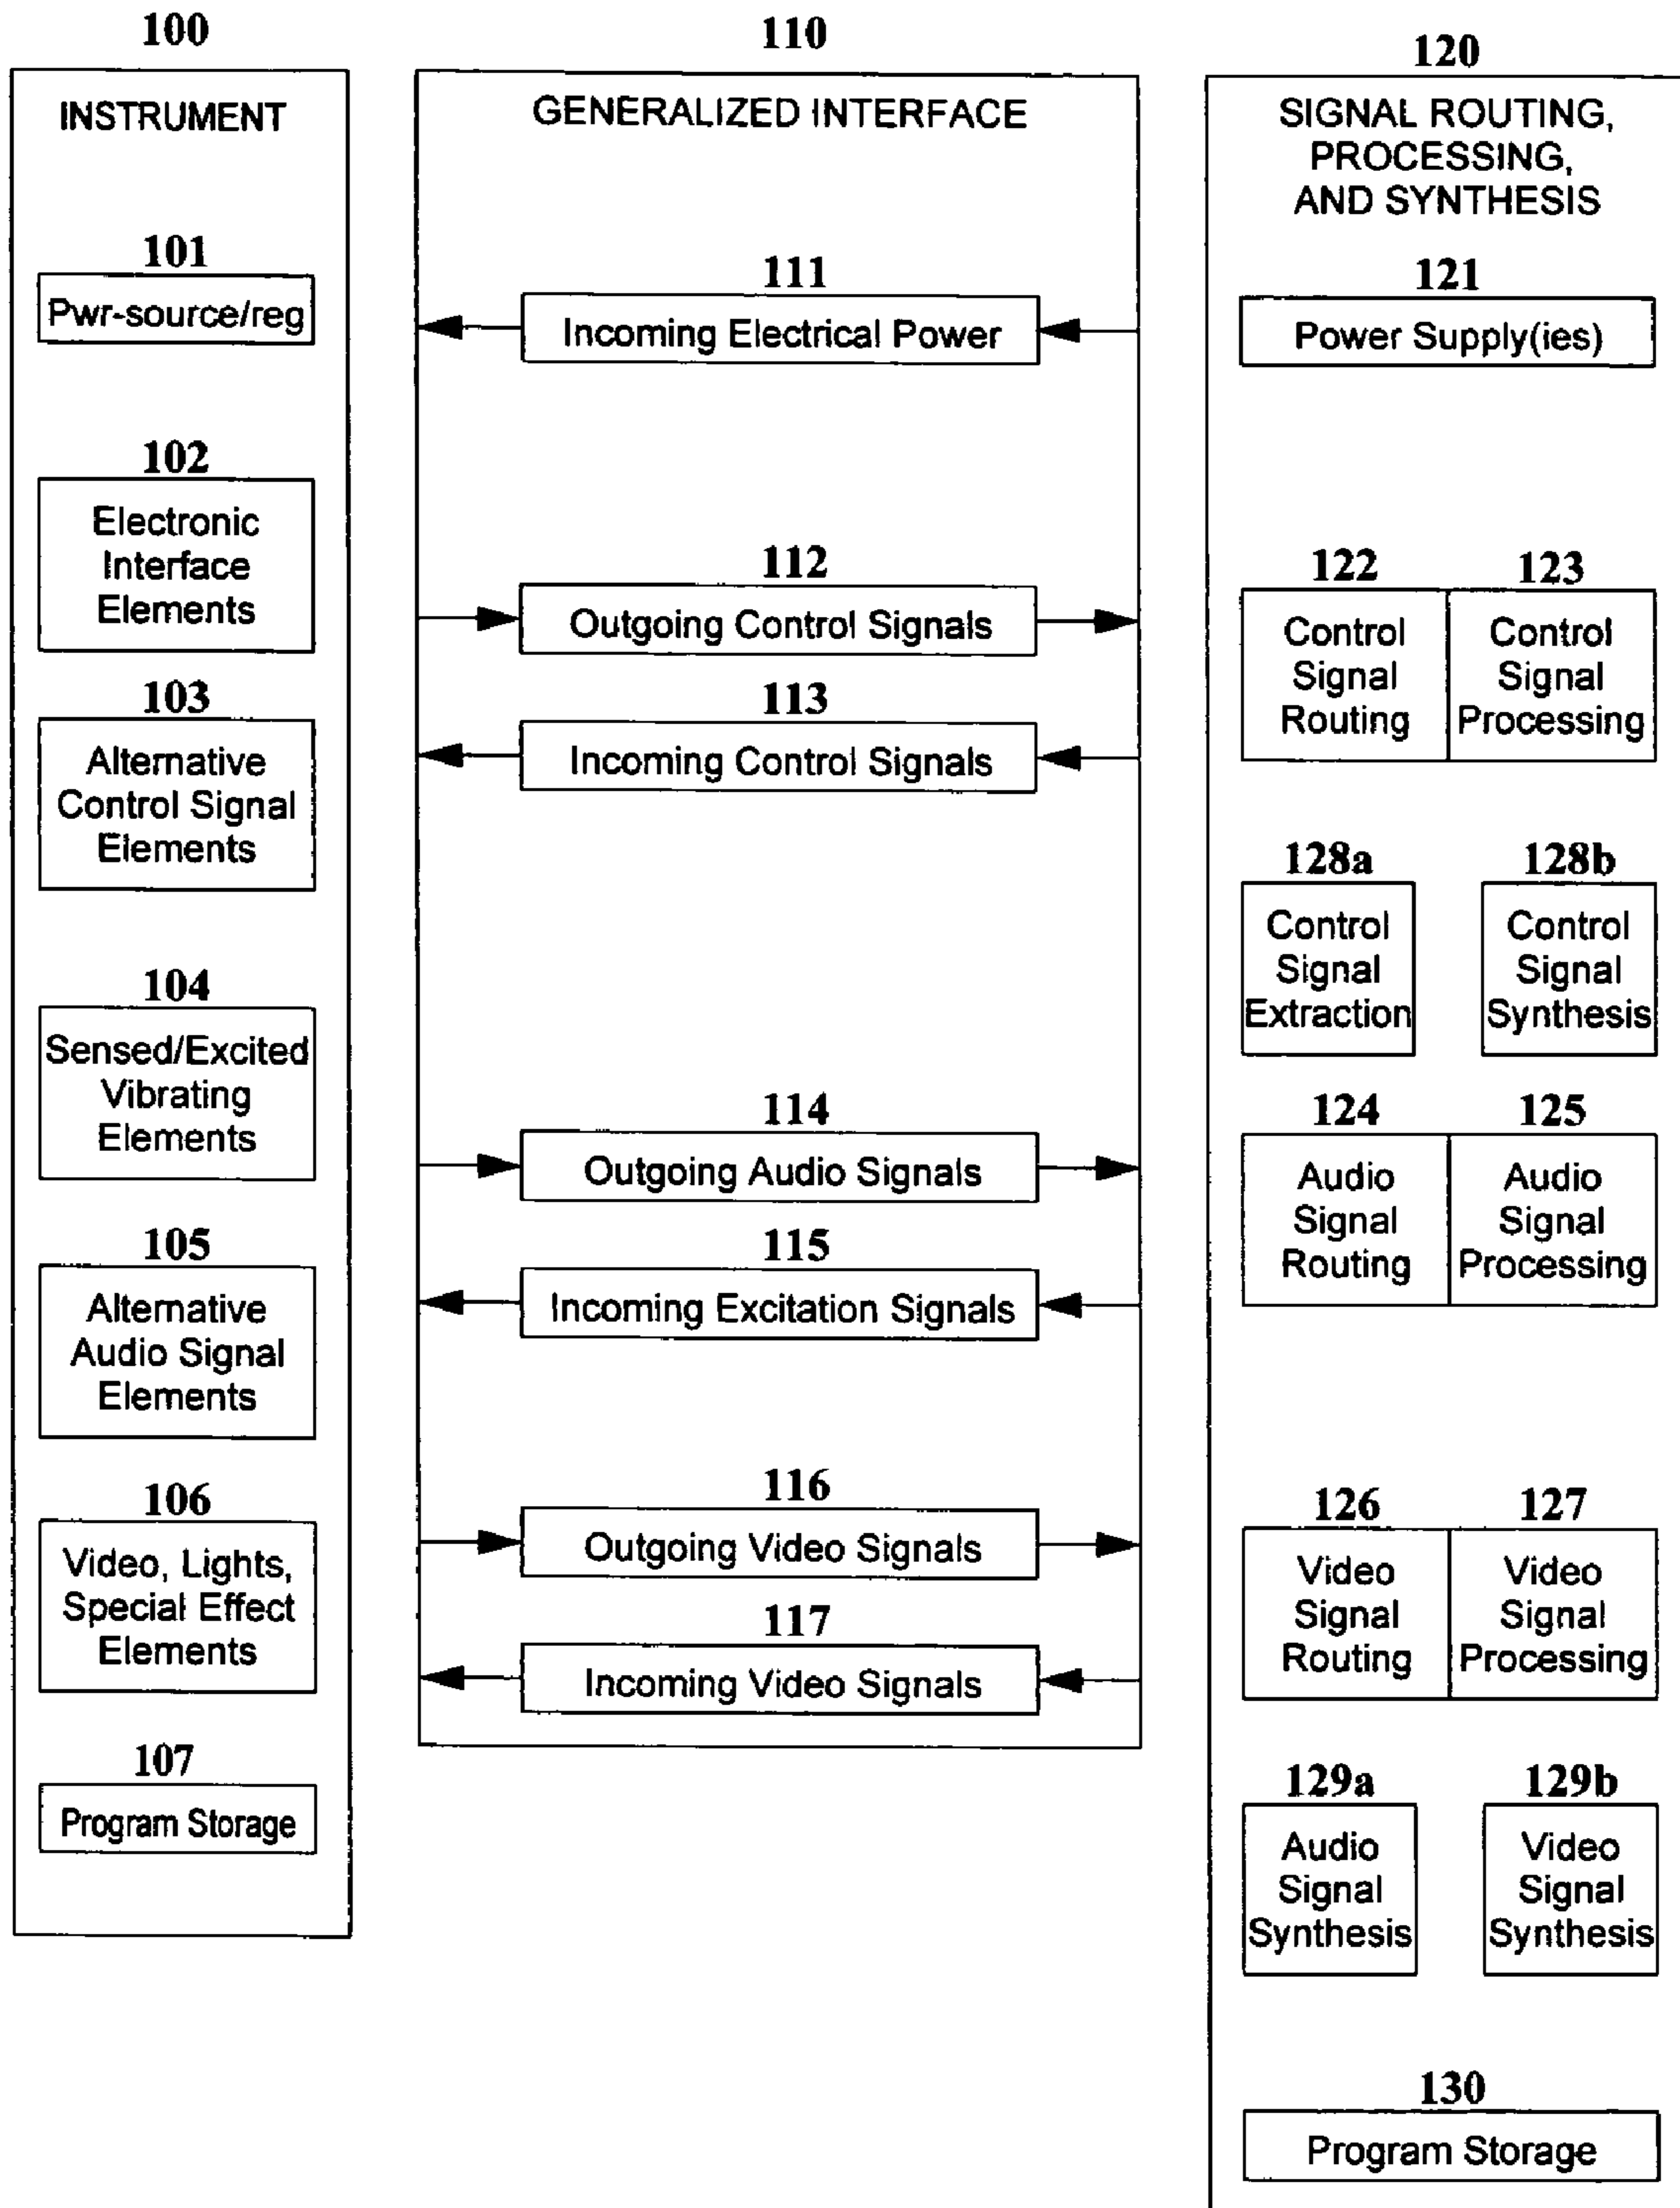 100
INSTRUMENT
101
Pwr-source/reg
102
Electronic
Interface
Elements
103
Alternative
Control Signal
Elements
104
Sensed/Excited
Vibrating
Elements
105
Alternative
Audio Signal
Elements
106
Video, Lights,
Special Effect
Elements
107
Program Storage
110
GENERALIZED INTERFACE
111
Incoming Electrical Power
112
Outgoing Control Signals
113
Incoming Control Signals
114
Outgoing Audio Signals
115
Incoming Excitation Signals
116
Outgoing Video Signals
117
Incoming Video Signals
120
SIGNAL ROUTING,
PROCESSING,
AND SYNTHESIS
121
Power Supply(ies)
122
Control
Signal
Routing
123
Control
Signal
Processing
128a
Control
Signal
Extraction
128b
Control
Signal
Synthesis
124
Audio
Signal
Routing
125
Audio
Signal
Processing
126
Video
Signal
Routing
127
Video
Signal
Processing
129a
Audio
Signal
Synthesis
129b
Video
Signal
Synthesis
130
Program Storage